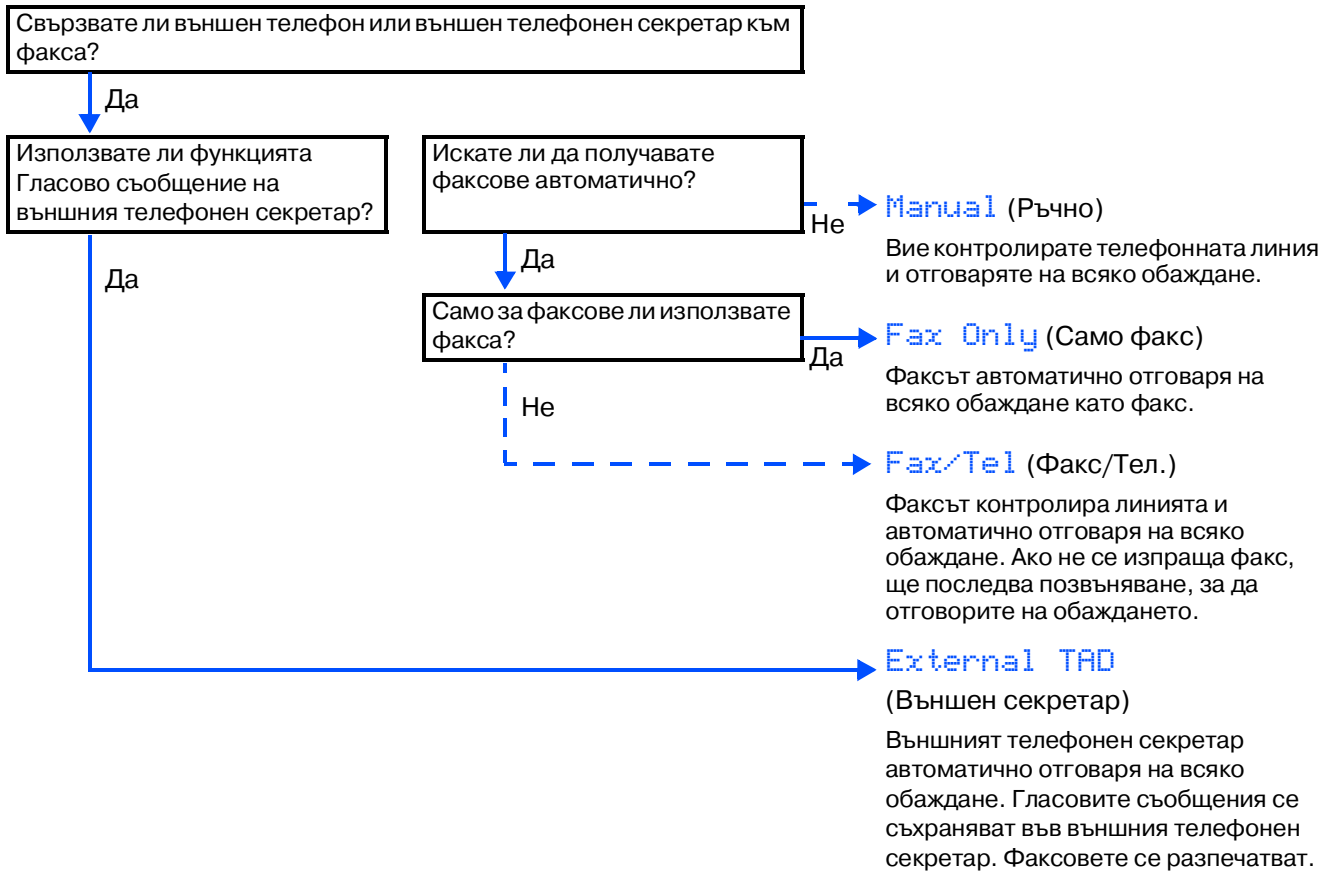 Свързвате ли външен телефон или външен телефонен секретар към
факса?
Да
Използвате ли функцията
Гласово съобщение на
външния телефонен секретар?
Да
Искате ли да получавате
факсове автоматично?
Не
Manual (Ръчно)
Вие контролирате телефонната линия
и отговаряте на всяко обаждане.
Да
Само за факсове ли използвате
факса?
Да
Fax Only (Само факс)
Факсът автоматично отговаря на
всяко обаждане като факс.
Не
Fax/Tel (Факс/Тел.)
Факсът контролира линията и
автоматично отговаря на всяко
обаждане. Ако не се изпраща факс,
ще последва позвъняване, за да
отговорите на обаждането.
External TAD
(Външен секретар)
Външният телефонен секретар
автоматично отговаря на всяко
обаждане. Гласовите съобщения се
съхраняват във външния телефонен
секретар. Факсовете се разпечатват.